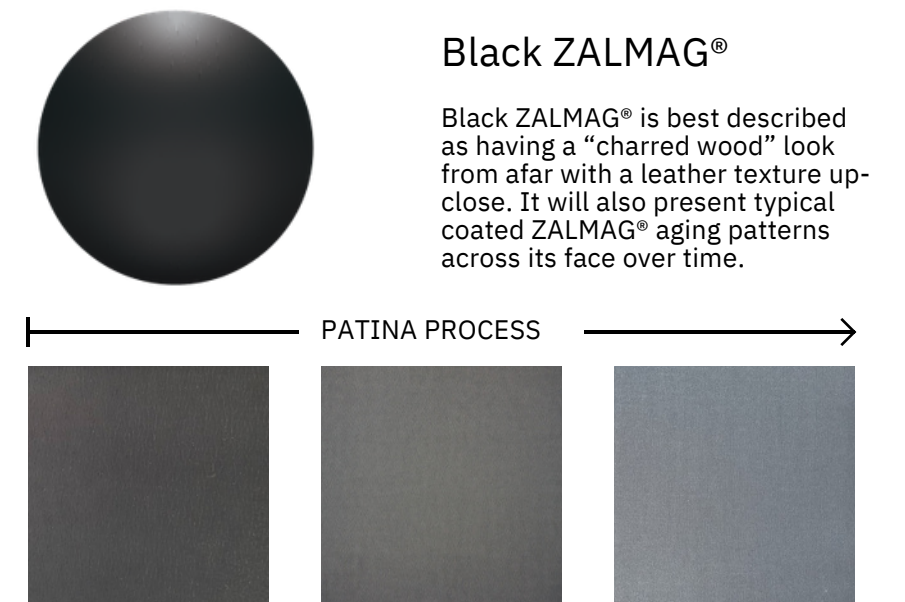 Black ZALMAG®
Black ZALMAG® is best described
as having a “charred wood” look
from afar with a leather texture up-
close. It will also present typical
coated ZALMAG® aging patterns
across its face over time.
PATINA PROCESS